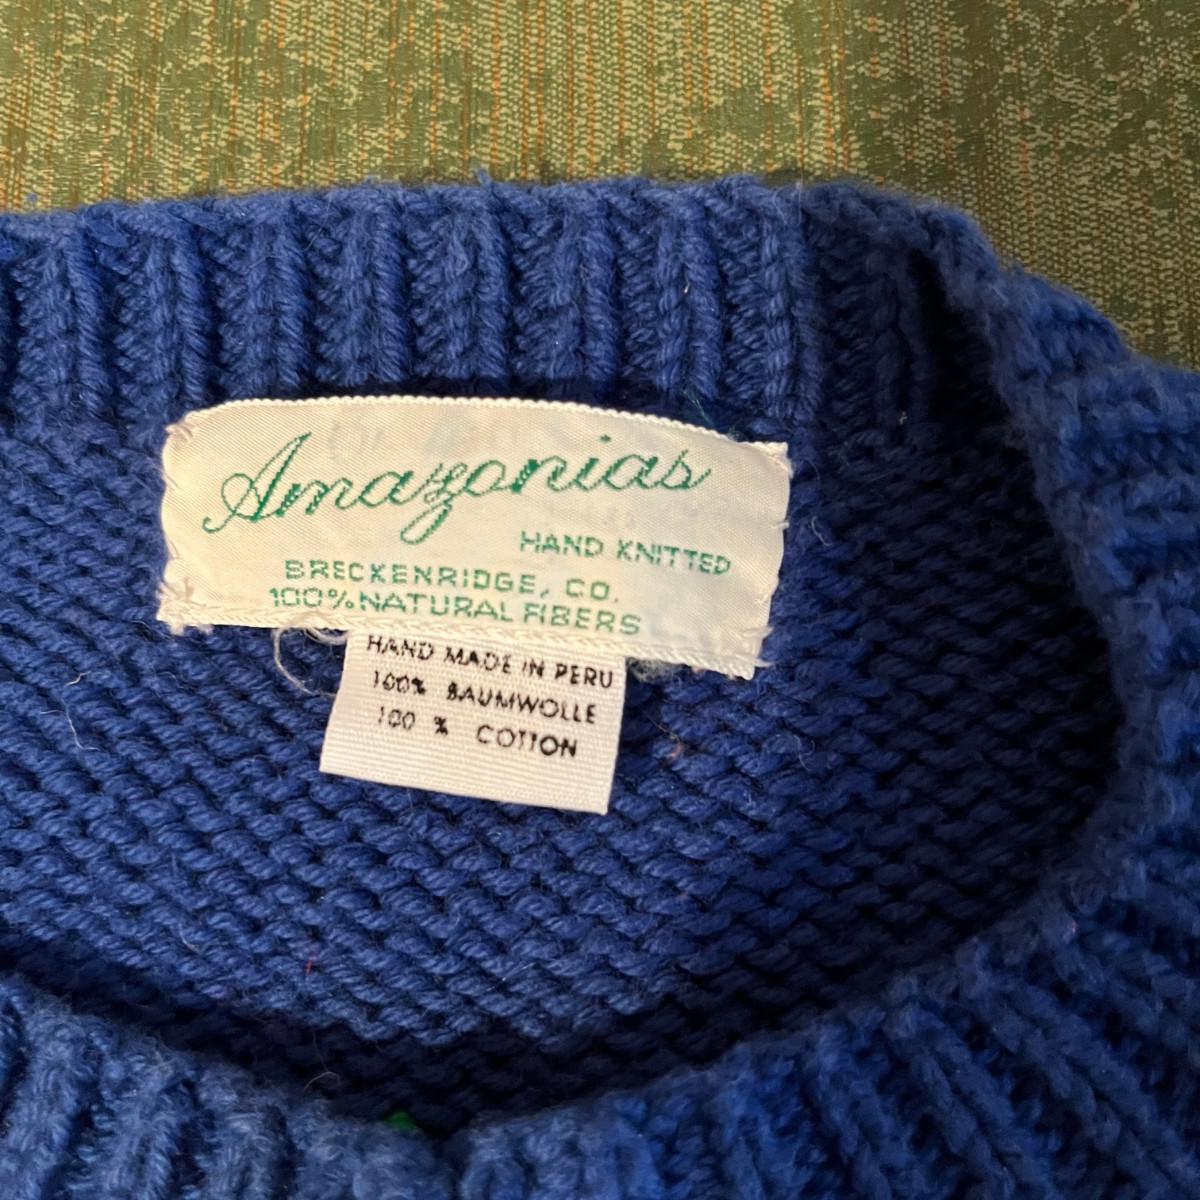 Amazonias
HAND KNITTED
BRECKENRIDGE, CO.
100% NATURAL FIBERS
HAND MADE IN PERU
100% BAUMWOLLE
100 % COTTON